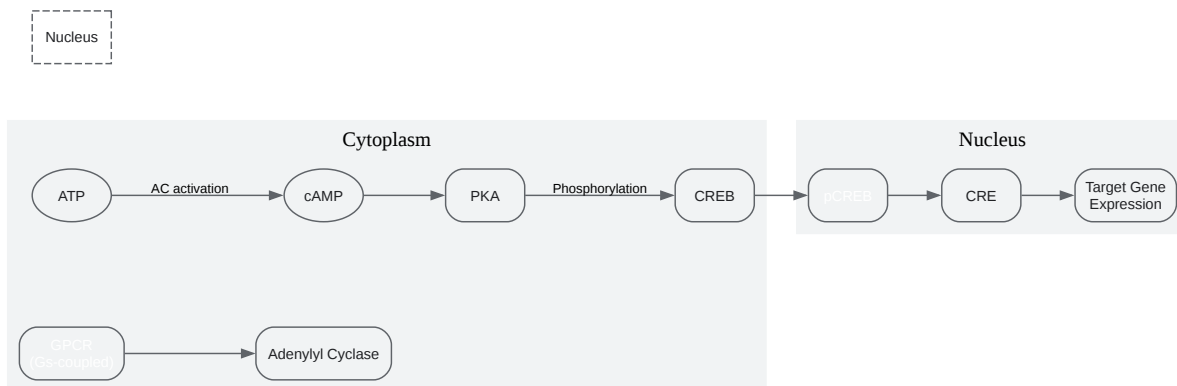 Nucleus
Cytoplasm
Nucleus
ATP
AC activation
cAMP
PKA
Phosphorylation
CREB
pCREB
CRE
Target Gene
Expression
GPCR
(Gs-coupled)
Adenylyl Cyclase